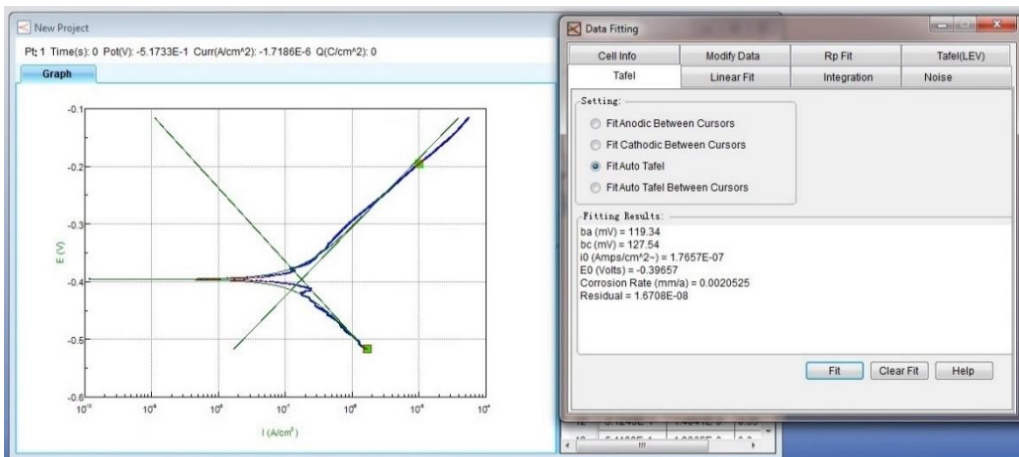 New Project
Pt: 1 Time(s): 0 Pot(V): -5.1733E-1 Curr(A/cm^2): -1.7186E-6 Q(C/cm^2): 0
Graph
-0.1
-0.2
-0.3
-0.4
-0.5
-0.6
E (V)
I (A/cm²)
Data Fitting
Cell Info Modify Data Rp Fit Tafel(LEV)
Tafel Linear Fit Integration Noise
Setting:
Fit Anodic Between Cursors
Fit Cathodic Between Cursors
Fit Auto Tafel
Fit Auto Tafel Between Cursors
Fitting Results:
ba (mV) = 119.34
bc (mV) = 127.54
i0 (Amps/cm^2~) = 1.7657E-07
E0 (Volts) = -0.39657
Corrosion Rate (mm/a) = 0.0020525
Residual = 1.6708E-08
Fit Clear Fit Help